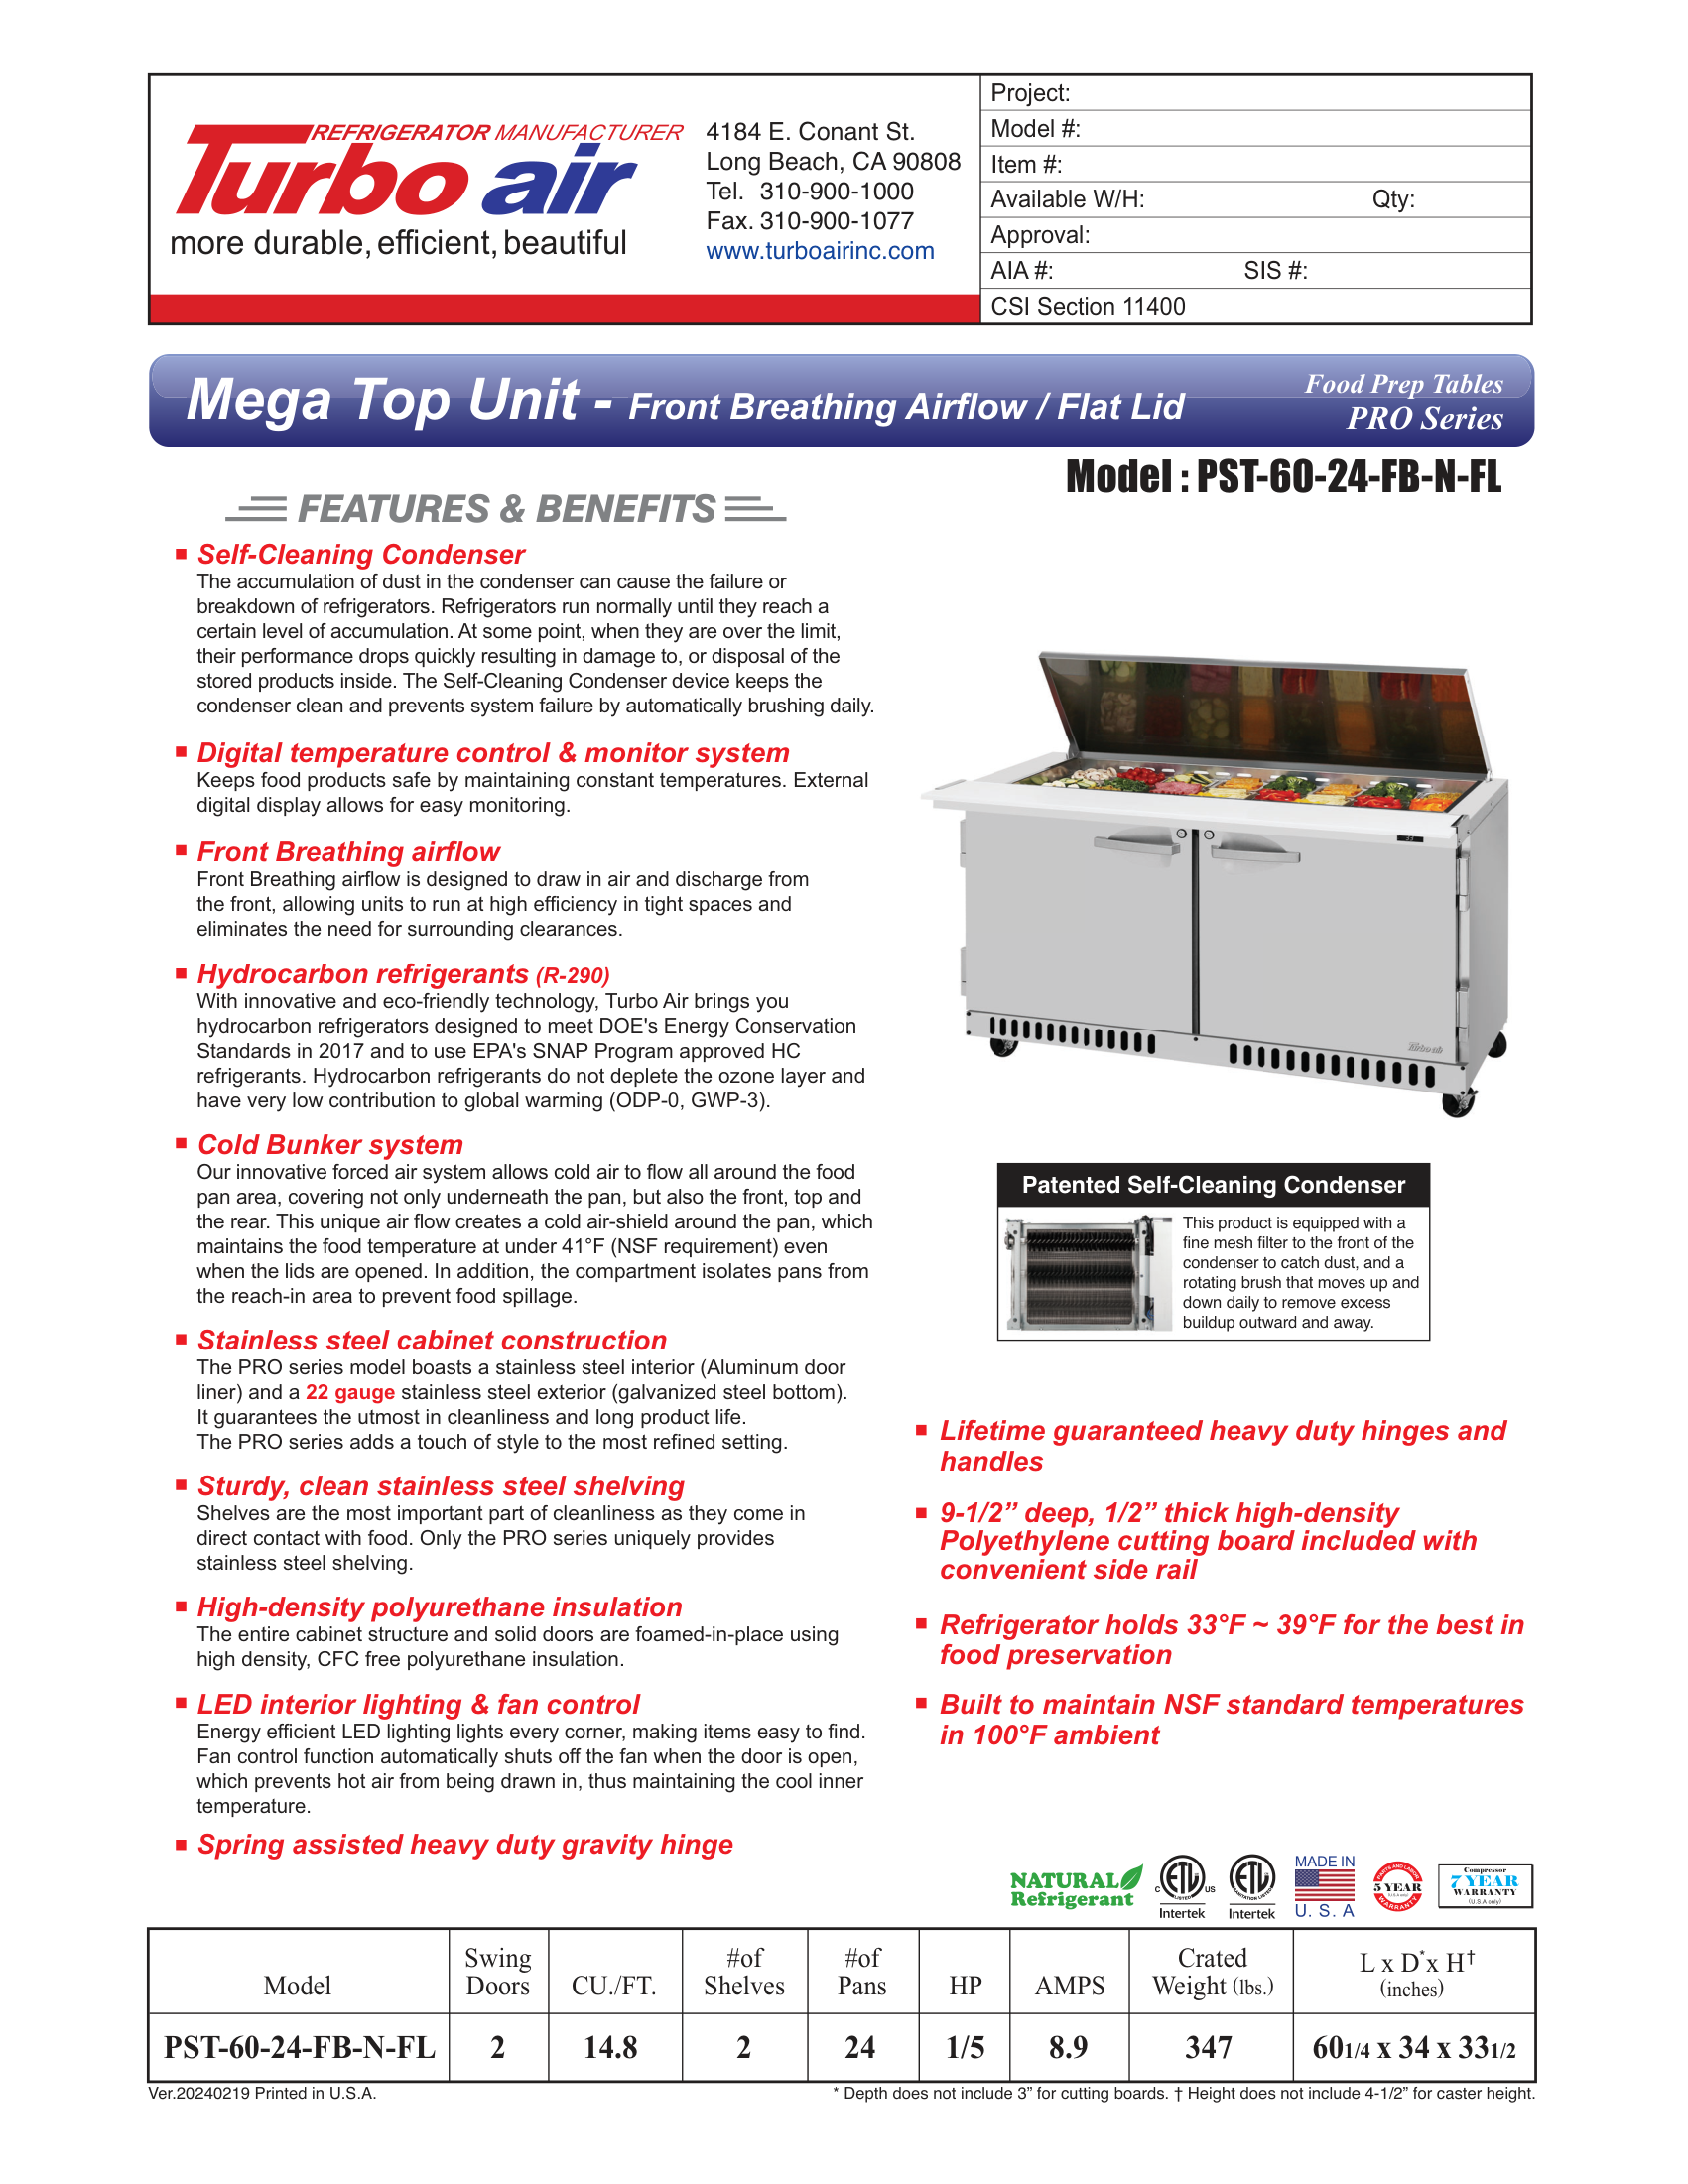 REFRIGERATOR MANUFACTURER
Turbo air
more durable, efficient, beautiful
4184 E. Conant St.
Long Beach, CA 90808
Tel. 310-900-1000
Fax. 310-900-1077
www.turboairinc.com
Project:
Model #:
Item #:
Available W/H: Qty:
Approval:
AIA #: SIS #:
CSI Section 11400
Mega Top Unit - Front Breathing Airflow / Flat Lid
Food Prep Tables
PRO Series
Model : PST-60-24-FB-N-FL
FEATURES & BENEFITS
Self-Cleaning Condenser
The accumulation of dust in the condenser can cause the failure or
breakdown of refrigerators. Refrigerators run normally until they reach a
certain level of accumulation. At some point, when they are over the limit,
their performance drops quickly resulting in damage to, or disposal of the
stored products inside. The Self-Cleaning Condenser device keeps the
condenser clean and prevents system failure by automatically brushing daily.
Digital temperature control & monitor system
Keeps food products safe by maintaining constant temperatures. External
digital display allows for easy monitoring.
Front Breathing airflow
Front Breathing airflow is designed to draw in air and discharge from
the front, allowing units to run at high efficiency in tight spaces and
eliminates the need for surrounding clearances.
Hydrocarbon refrigerants (R-290)
With innovative and eco-friendly technology, Turbo Air brings you
hydrocarbon refrigerators designed to meet DOE's Energy Conservation
Standards in 2017 and to use EPA's SNAP Program approved HC
refrigerants. Hydrocarbon refrigerants do not deplete the ozone layer and
have very low contribution to global warming (ODP-0, GWP-3).
Cold Bunker system
Our innovative forced air system allows cold air to flow all around the food
pan area, covering not only underneath the pan, but also the front, top and
the rear. This unique air flow creates a cold air-shield around the pan, which
maintains the food temperature at under 41°F (NSF requirement) even
when the lids are opened. In addition, the compartment isolates pans from
the reach-in area to prevent food spillage.
Stainless steel cabinet construction
The PRO series model boasts a stainless steel interior (Aluminum door
liner) and a 22 gauge stainless steel exterior (galvanized steel bottom).
It guarantees the utmost in cleanliness and long product life.
The PRO series adds a touch of style to the most refined setting.
Sturdy, clean stainless steel shelving
Shelves are the most important part of cleanliness as they come in
direct contact with food. Only the PRO series uniquely provides
stainless steel shelving.
High-density polyurethane insulation
The entire cabinet structure and solid doors are foamed-in-place using
high density, CFC free polyurethane insulation.
LED interior lighting & fan control
Energy efficient LED lighting lights every corner, making items easy to find.
Fan control function automatically shuts off the fan when the door is open,
which prevents hot air from being drawn in, thus maintaining the cool inner
temperature.
Spring assisted heavy duty gravity hinge
Turbo air
Patented Self-Cleaning Condenser
This product is equipped with a
fine mesh filter to the front of the
condenser to catch dust, and a
rotating brush that moves up and
down daily to remove excess
buildup outward and away.
Lifetime guaranteed heavy duty hinges and
handles
9-1/2” deep, 1/2” thick high-density
Polyethylene cutting board included with
convenient side rail
Refrigerator holds 33°F ~ 39°F for the best in
food preservation
Built to maintain NSF standard temperatures
in 100°F ambient
NATURAL
Refrigerant
C ETL US
LISTED
Intertek
ETL
SANITATION LISTED
Intertek
MADE IN
U. S. A
PARTS AND LABOR
5 YEAR
(U.S.A only)
WARRANTY
Compressor
7 YEAR
WARRANTY
(U.S.A only)
Model Swing Doors CU./FT. #of Shelves #of Pans HP AMPS Crated Weight (lbs.) L x D* x H† (inches)
PST-60-24-FB-N-FL 2 14.8 2 24 1/5 8.9 347 601/4 x 34 x 331/2
Ver.20240219 Printed in U.S.A.
* Depth does not include 3” for cutting boards. † Height does not include 4-1/2” for caster height.